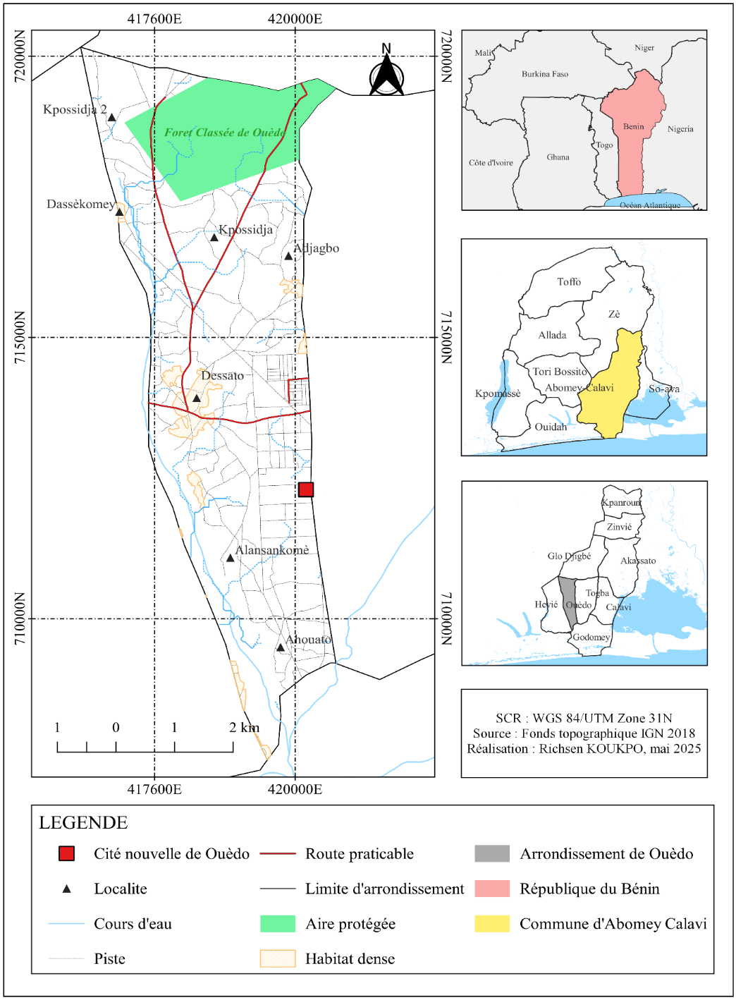 417600E
420000E
720000N
720000N
N
Kpossidja 2
Foret Classée de Ouèdo
Dassèkomey
Kpossidja
Adjagbo
715000N
715000N
Dessato
Alansankomè
710000N
710000N
Ahouato
1
0
1
2 km
417600E
420000E
Mali
Niger
Burkina Faso
Benin
Nigeria
Togo
Ghana
Côte d'Ivoire
Océan Atlantique
Toffo
Zè
Allada
Tori Bossito
Abomey-Calavi
So-ava
Kpomassè
Ouidah
Kpanroun
Zinvié
Glo Djigbé
Akassato
Togba
Hevié
Ouèdo
Calavi
Godomey
SCR : WGS 84/UTM Zone 31N
Source : Fonds topographique IGN 2018
Réalisation : Richsen KOUKPO, mai 2025
LEGENDE
Cité nouvelle de Ouèdo
Route praticable
Arrondissement de Ouèdo
Localite
Limite d'arrondissement
République du Bénin
Cours d'eau
Aire protégée
Commune d'Abomey Calavi
Piste
Habitat dense